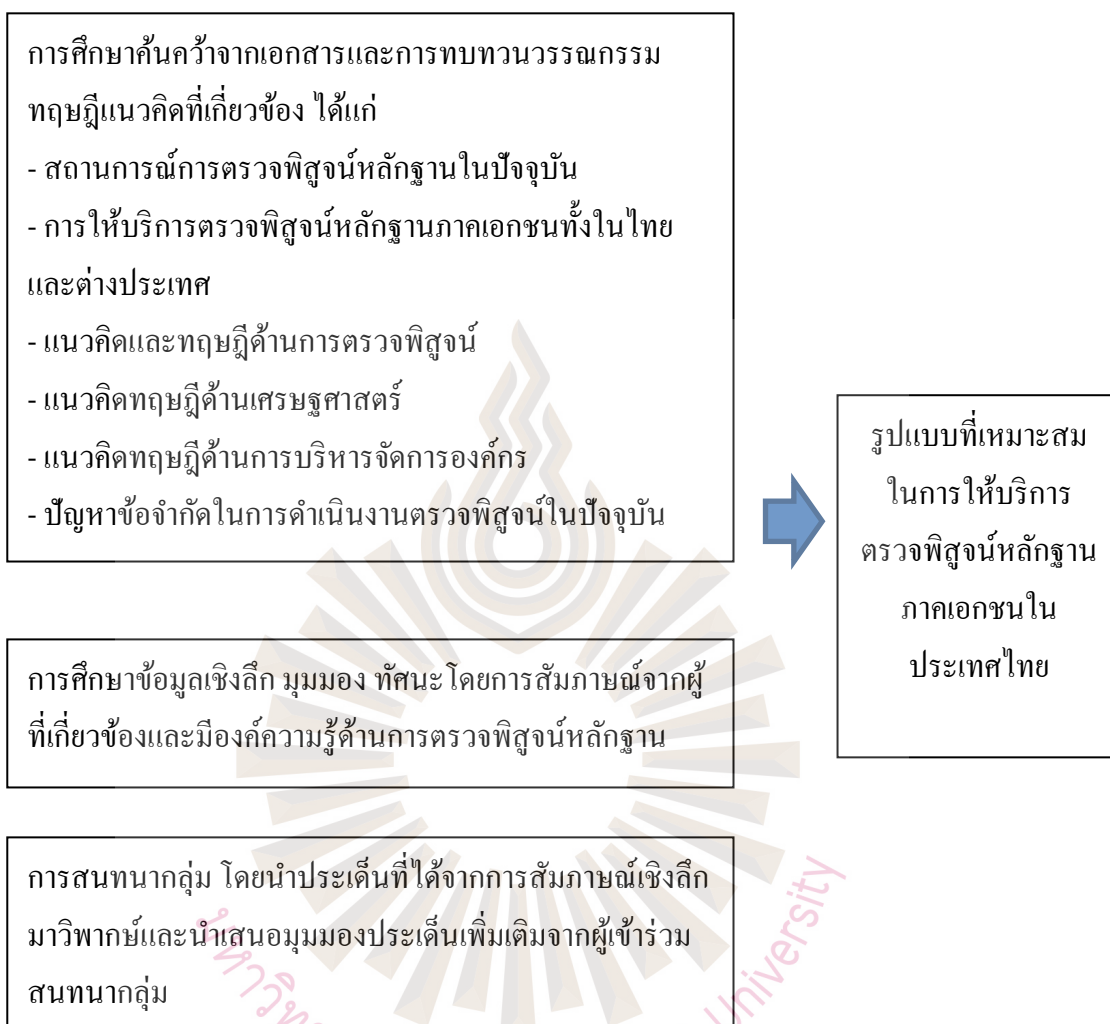 การศึกษาค้นคว้าจากเอกสารและการทบทวนวรรณกรรม
ทฤษฎีแนวคิดที่เกี่ยวข้อง ได้แก่
- สถานการณ์การตรวจพิสูจน์หลักฐานในปัจจุบัน
- การให้บริการตรวจพิสูจน์หลักฐานภาคเอกชนทั้งในไทย
และต่างประเทศ
- แนวคิดและทฤษฎีด้านการตรวจพิสูจน์
- แนวคิดทฤษฎีด้านเศรษฐศาสตร์
- แนวคิดทฤษฎีด้านการบริหารจัดการองค์กร
- ปัญหาข้อจำกัดในการดำเนินงานตรวจพิสูจน์ในปัจจุบัน
การศึกษาข้อมูลเชิงลึก มุมมอง ทัศนะ โดยการสัมภาษณ์จากผู้
ที่เกี่ยวข้องและมีองค์ความรู้ด้านการตรวจพิสูจน์หลักฐาน
การสนทนากลุ่ม โดยนำประเด็นที่ได้จากการสัมภาษณ์เชิงลึก
มาวิพากษ์และนำเสนอมุมมองประเด็นเพิ่มเติมจากผู้เข้าร่วม
สนทนากลุ่ม
รูปแบบที่เหมาะสม
ในการให้บริการ
ตรวจพิสูจน์หลักฐาน
ภาคเอกชนใน
ประเทศไทย
University